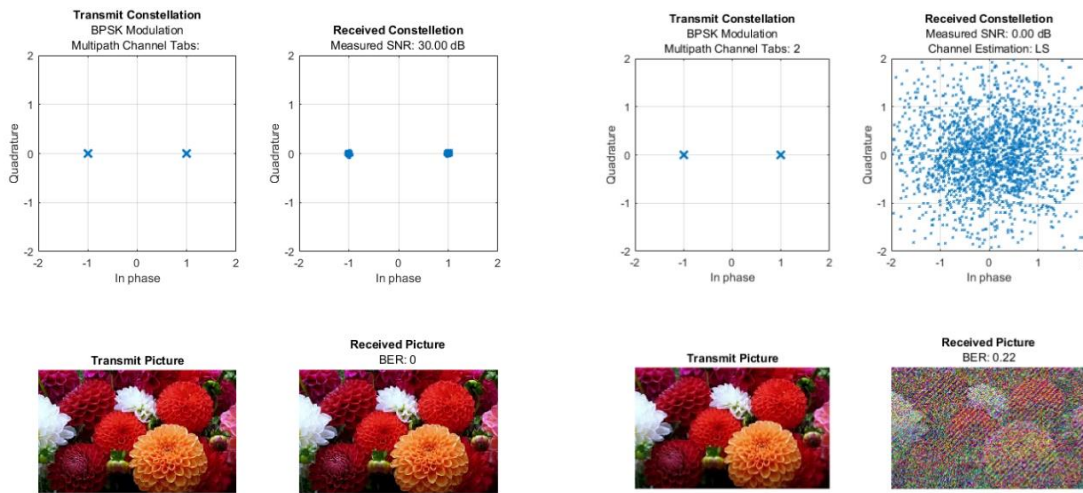 Transmit Constellation
BPSK Modulation
Multipath Channel Tabs:
2
1
0
-1
-2
Quadrature
-2 -1 0 1 2
In phase
Received Constelletion
Measured SNR: 30.00 dB
2
1
0
-1
-2
Quadrature
-2 -1 0 1 2
In phase
Transmit Constellation
BPSK Modulation
Multipath Channel Tabs: 2
2
1
0
-1
-2
Quadrature
-2 -1 0 1 2
In phase
Received Constelletion
Measured SNR: 0.00 dB
Channel Estimation: LS
2
1
0
-1
-2
Quadrature
-2 -1 0 1
In phase
Transmit Picture
Received Picture
BER: 0
Transmit Picture
Received Picture
BER: 0.22